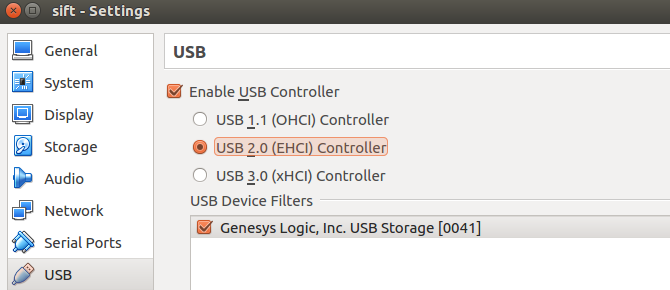 sift - Settings
General
System
Display
Storage
Audio
Network
Serial Ports
USB
USB
Enable USB Controller
USB 1.1 (OHCI) Controller
USB 2.0 (EHCI) Controller
USB 3.0 (xHCI) Controller
USB Device Filters
Genesys Logic, Inc. USB Storage [0041]